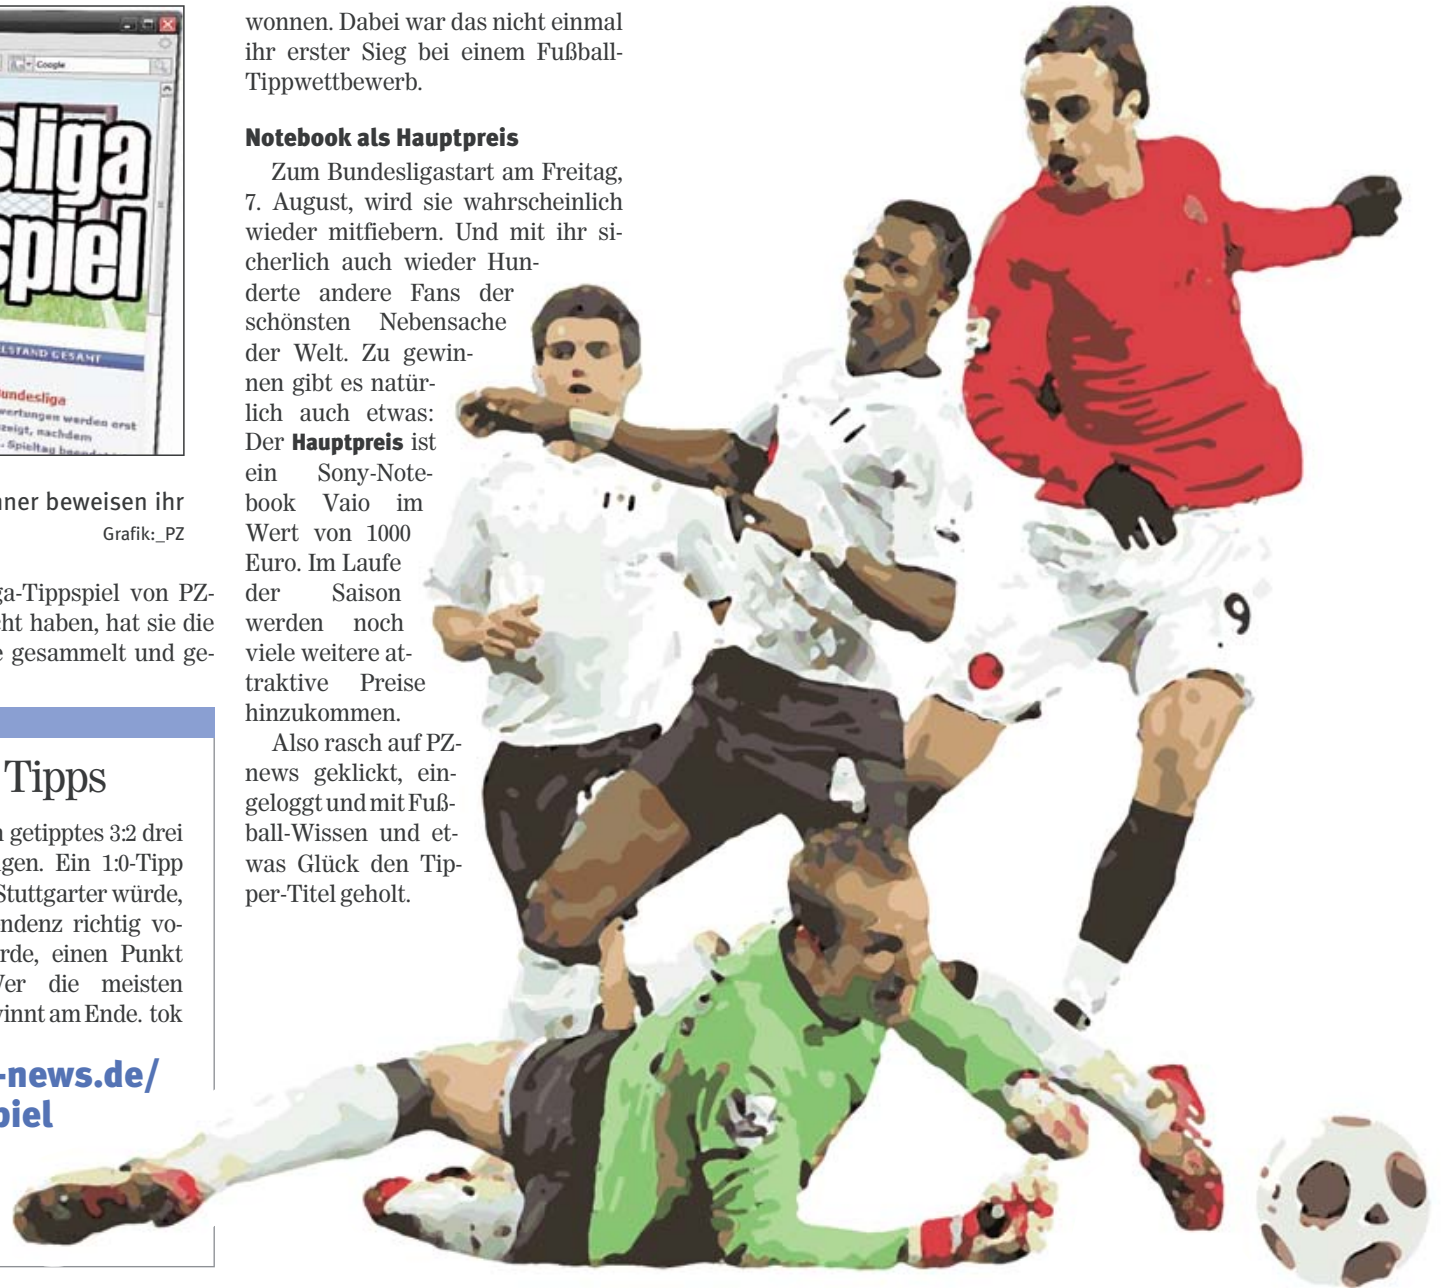 Google
sliga
spiel
LSTAND GESAMT
undesliga
wertungen werden erst
zeigt, nachdem
. Spieltag
nner beweisen ihr
Grafik:_PZ
ga-Tippspiel von PZ-
cht haben, hat sie die
e gesammelt und ge-
Tipps
n getipptes 3:2 drei
gen. Ein 1:0-Tipp
Stuttgarter würde,
ndenz richtig vo-
rde, einen Punkt
Wer die meisten
vinnt am Ende. tok
-news.de/
piel
wonnen. Dabei war das nicht einmal
ihr erster Sieg bei einem Fußball-
Tippwettbewerb.
Notebook als Hauptpreis
Zum Bundesligastart am Freitag,
7. August, wird sie wahrscheinlich
wieder mitfiebern. Und mit ihr si-
cherlich auch wieder Hun-
derte andere Fans der
schönsten Nebensache
der Welt. Zu gewin-
nen gibt es natür-
lich auch etwas:
Der Hauptpreis ist
ein Sony-Note-
book Vaio im
Wert von 1000
Euro. Im Laufe
der Saison
werden noch
viele weitere at-
traktive Preise
hinzukommen.
Also rasch auf PZ-
news geklickt, ein-
geloggt und mit Fuß-
ball-Wissen und et-
was Glück den Tip-
per-Titel geholt.
9